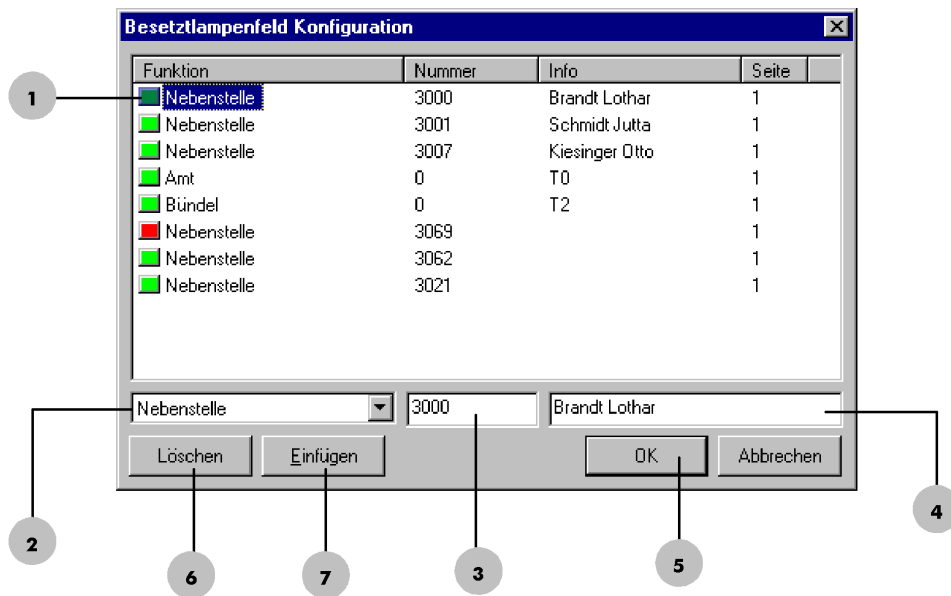 Besetztlampenfeld Konfiguration
Funktion Nummer Info Seite
1
Nebenstelle 3000 Brandt Lothar 1
Nebenstelle 3001 Schmidt Jutta 1
Nebenstelle 3007 Kiesinger Otto 1
Amt 0 T0 1
Bündel 0 T2 1
Nebenstelle 3069 1
Nebenstelle 3062 1
Nebenstelle 3021 1
Nebenstelle 3000 Brandt Lothar
Löschen Einfügen OK Abbrechen
2
6
7
3
5
4